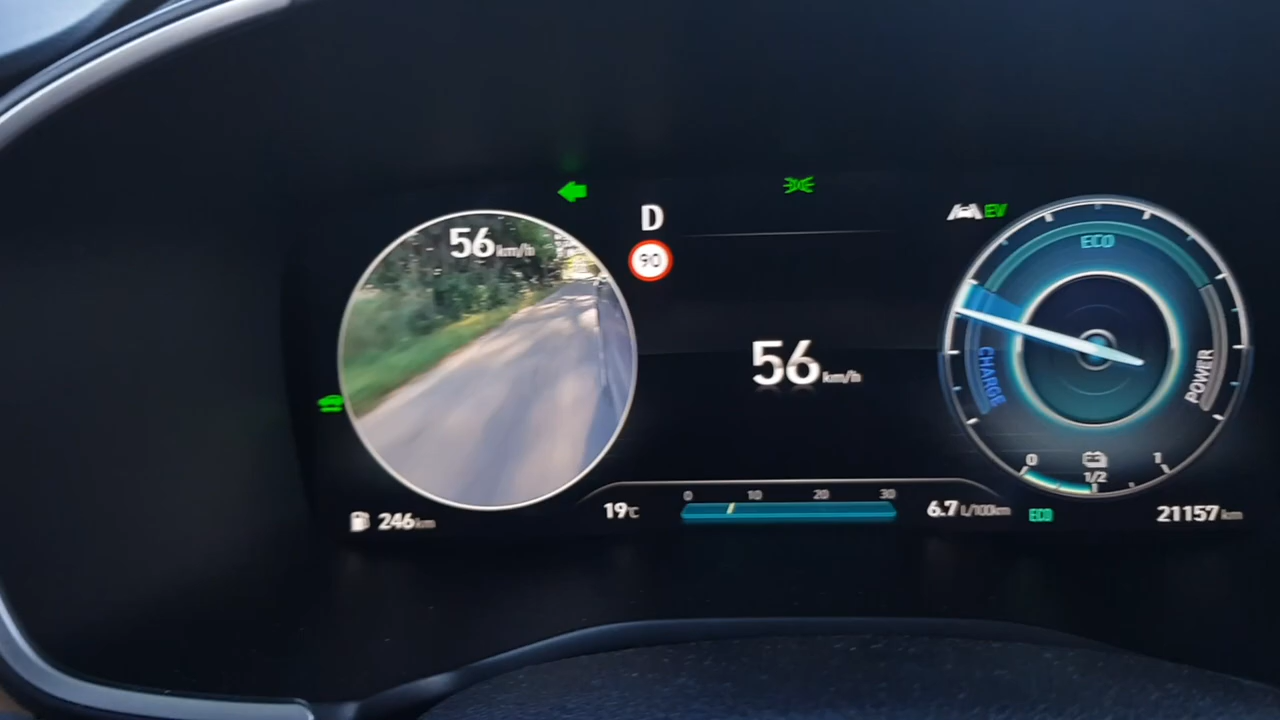 D
EV
56 km/h
90
ECO
56 km/h
CHARGE
POWER
0 1
1/2
0 10 20 30
246 km
19°C
6.7 L/100km
ECO
21157 km